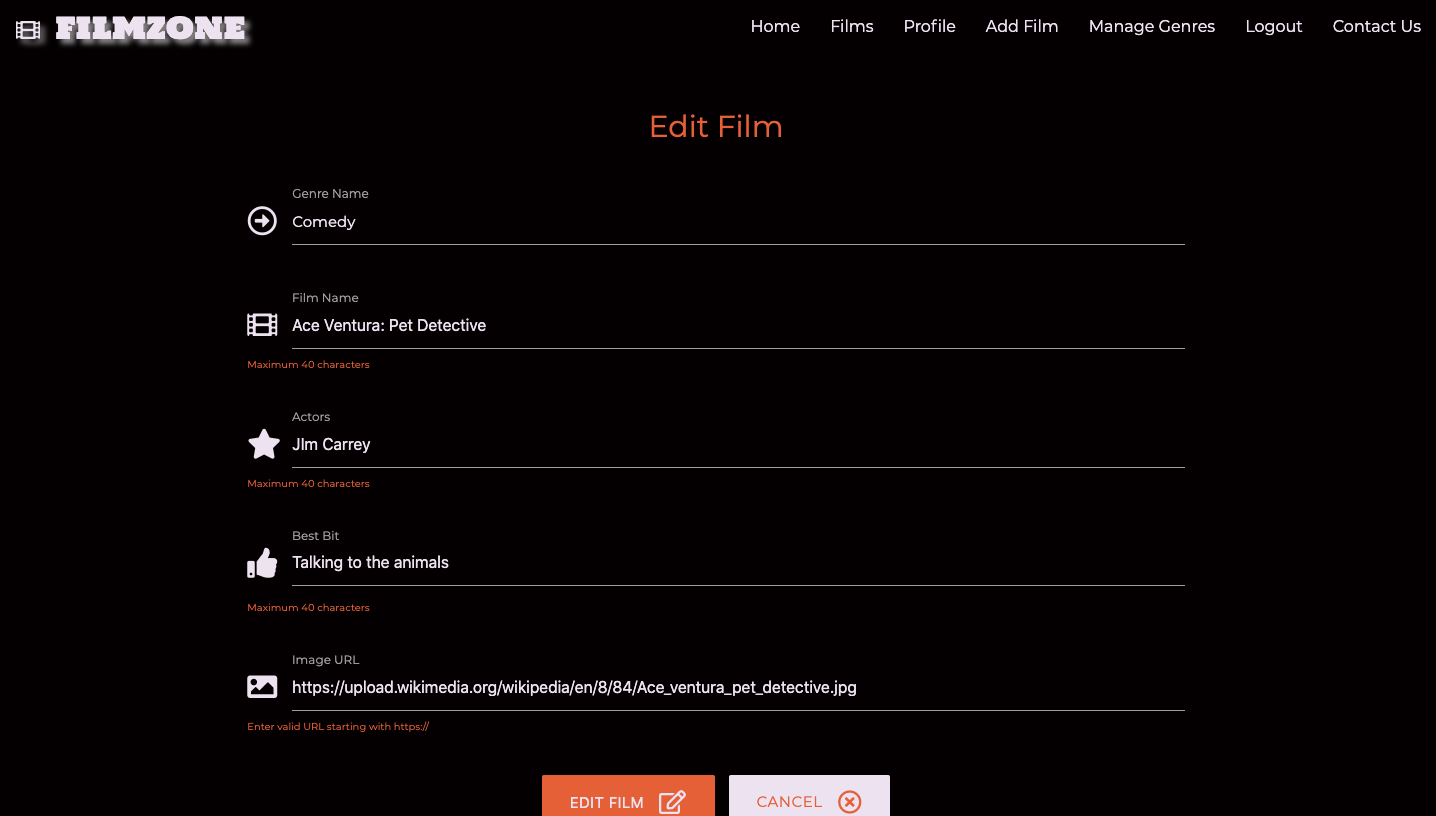 FILMZONE
Home Films Profile Add Film Manage Genres Logout Contact Us
Edit Film
Genre Name
Comedy
Film Name
Ace Ventura: Pet Detective
Maximum 40 characters
Actors
JIm Carrey
Maximum 40 characters
Best Bit
Talking to the animals
Maximum 40 characters
Image URL
https://upload.wikimedia.org/wikipedia/en/8/84/Ace_ventura_pet_detective.jpg
Enter valid URL starting with https://
EDIT FILM CANCEL